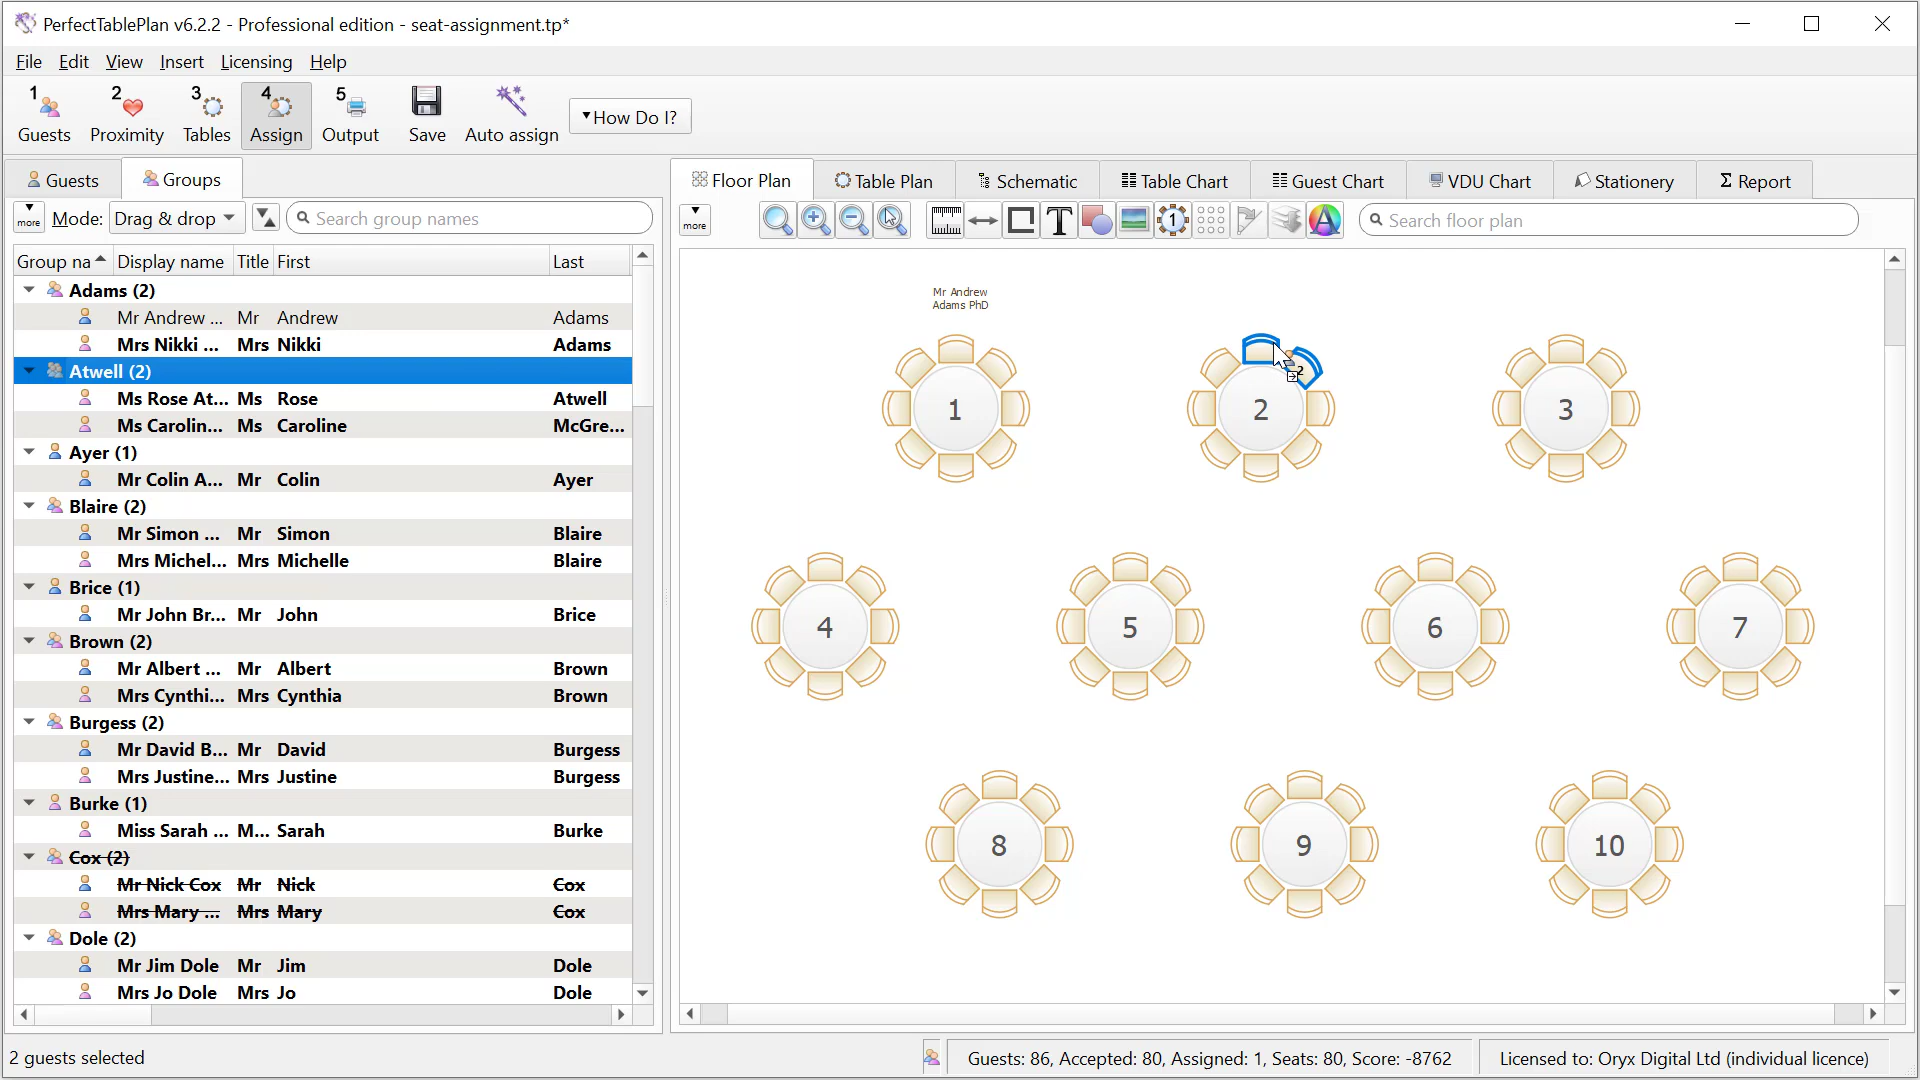 PerfectTablePlan v6.2.2 - Professional edition - seat-assignment.tp*
File Edit View Insert Licensing Help
1 2 3 4 5
Guests Proximity Tables Assign Output Save Auto assign How Do I?
Guests Groups
Floor Plan Table Plan Schematic Table Chart Guest Chart VDU Chart Stationery Σ Report
more Mode: Drag & drop Search group names
more T 1 A Search floor plan
Group na Display name Title First Last
Adams (2)
Mr Andrew ... Mr Andrew Adams
Mrs Nikki ... Mrs Nikki Adams
Atwell (2)
Ms Rose At... Ms Rose Atwell
Ms Carolin... Ms Caroline McGre...
Ayer (1)
Mr Colin A... Mr Colin Ayer
Blaire (2)
Mr Simon ... Mr Simon Blaire
Mrs Michel... Mrs Michelle Blaire
Brice (1)
Mr John Br... Mr John Brice
Brown (2)
Mr Albert ... Mr Albert Brown
Mrs Cynthi... Mrs Cynthia Brown
Burgess (2)
Mr David B... Mr David Burgess
Mrs Justine... Mrs Justine Burgess
Burke (1)
Miss Sarah ... M... Sarah Burke
Cox (2)
Mr Nick Cox Mr Nick Cox
Mrs Mary ... Mrs Mary Cox
Dole (2)
Mr Jim Dole Mr Jim Dole
Mrs Jo Dole Mrs Jo Dole
Mr Andrew
Adams PhD
2
1 2 3
4 5 6 7
8 9 10
2 guests selected
Guests: 86, Accepted: 80, Assigned: 1, Seats: 80, Score: -8762
Licensed to: Oryx Digital Ltd (individual licence)